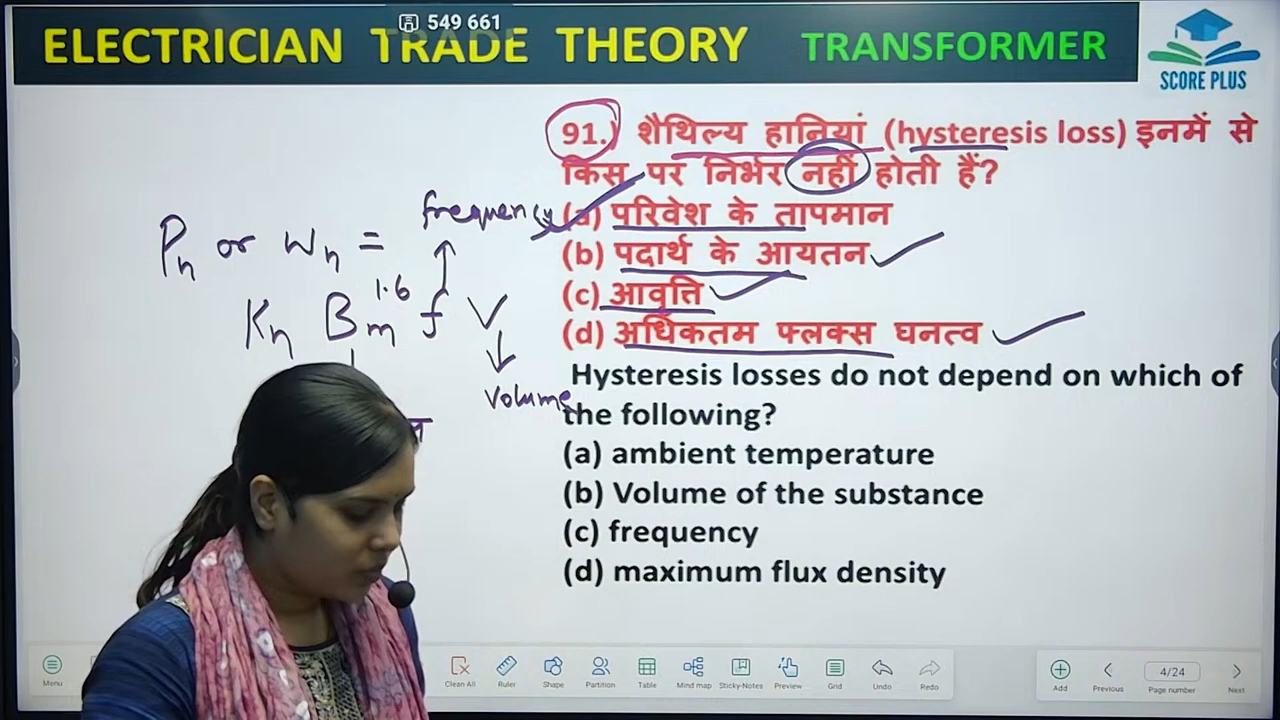 549 661
ELECTRICIAN TRADE THEORY TRANSFORMER
SCORE PLUS
91.) शैथिल्य हानियां (hysteresis loss) इनमें से
किस पर निर्भर नहीं होती हैं?
(a) परिवेश के तापमान
(b) पदार्थ के आयतन
(c) आवृत्ति
(d) अधिकतम फ्लक्स घनत्व
Hysteresis losses do not depend on which of
the following?
(a) ambient temperature
(b) Volume of the substance
(c) frequency
(d) maximum flux density
frequency
Pn or Wn =
Kn Bm^1.6 f V
Volume
Menu
Clean All
Ruler
Shape
Partition
Table
Mind map
Sticky-Notes
Preview
Grid
Undo
Redo
Add
Previous
4/24
Page number
Next